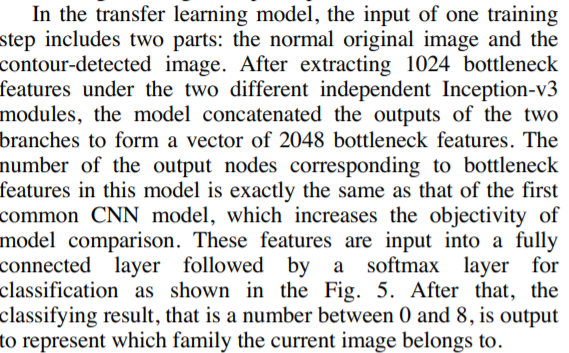 In the transfer learning model, the input of one training
step includes two parts: the normal original image and the
contour-detected image. After extracting 1024 bottleneck
features under the two different independent Inception-v3
modules, the model concatenated the outputs of the two
branches to form a vector of 2048 bottleneck features. The
number of the output nodes corresponding to bottleneck
features in this model is exactly the same as that of the first
common CNN model, which increases the objectivity of
model comparison. These features are input into a fully
connected layer followed by a softmax layer for
classification as shown in the Fig. 5. After that, the
classifying result, that is a number between 0 and 8, is output
to represent which family the current image belongs to.